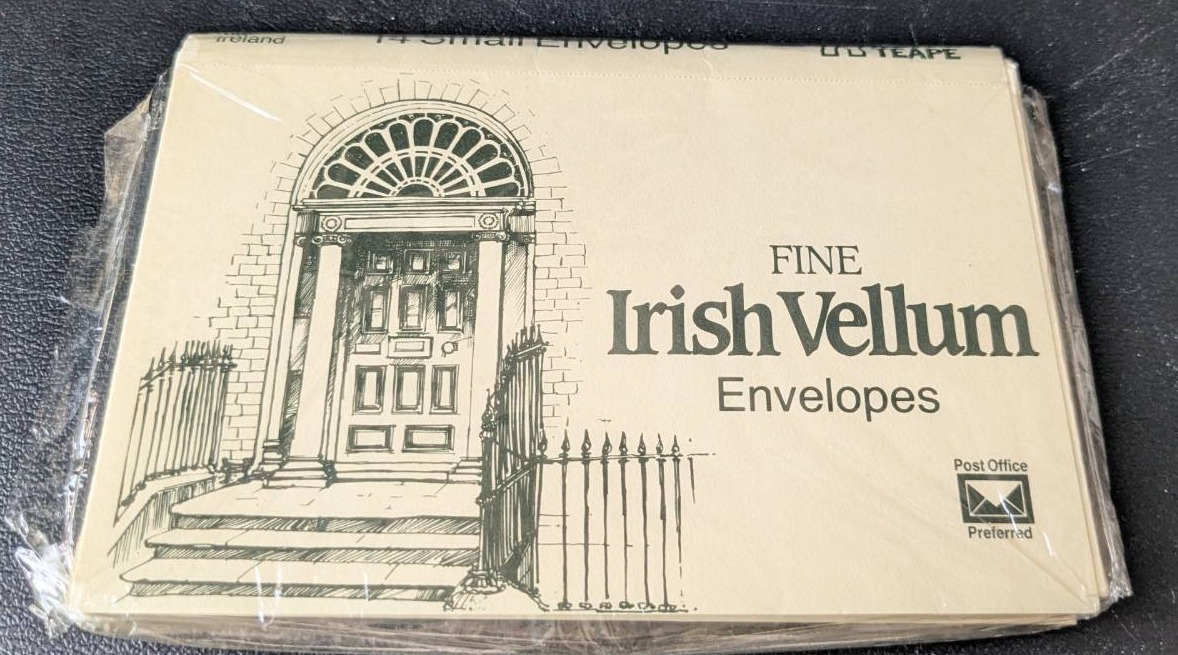 Ireland
14 Small Envelopes
TEAPE
FINE
Irish Vellum
Envelopes
Post Office
Preferred